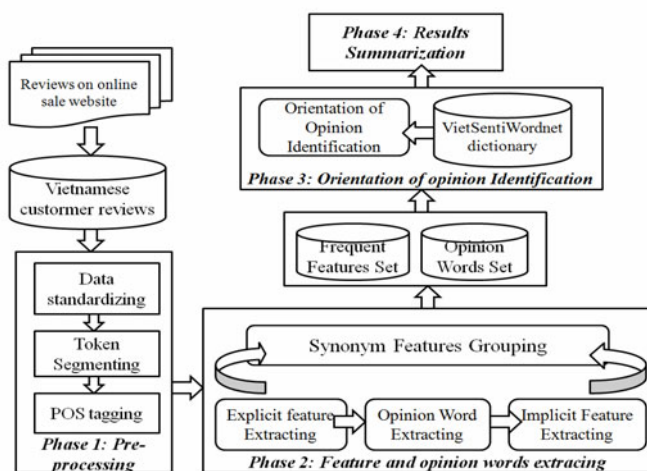 Reviews on online
sale website
Vietnamese
custormer reviews
Data
standardizing
Token
Segmenting
POS tagging
Phase 1: Pre-
processing
Phase 4: Results
Summarization
Orientation of
Opinion
Identification
VietSentiWordnet
dictionary
Phase 3: Orientation of opinion Identification
Frequent
Features Set
Opinion
Words Set
Synonym Features Grouping
Explicit feature
Extracting
Opinion Word
Extracting
Implicit Feature
Extracting
Phase 2: Feature and opinion words extracing